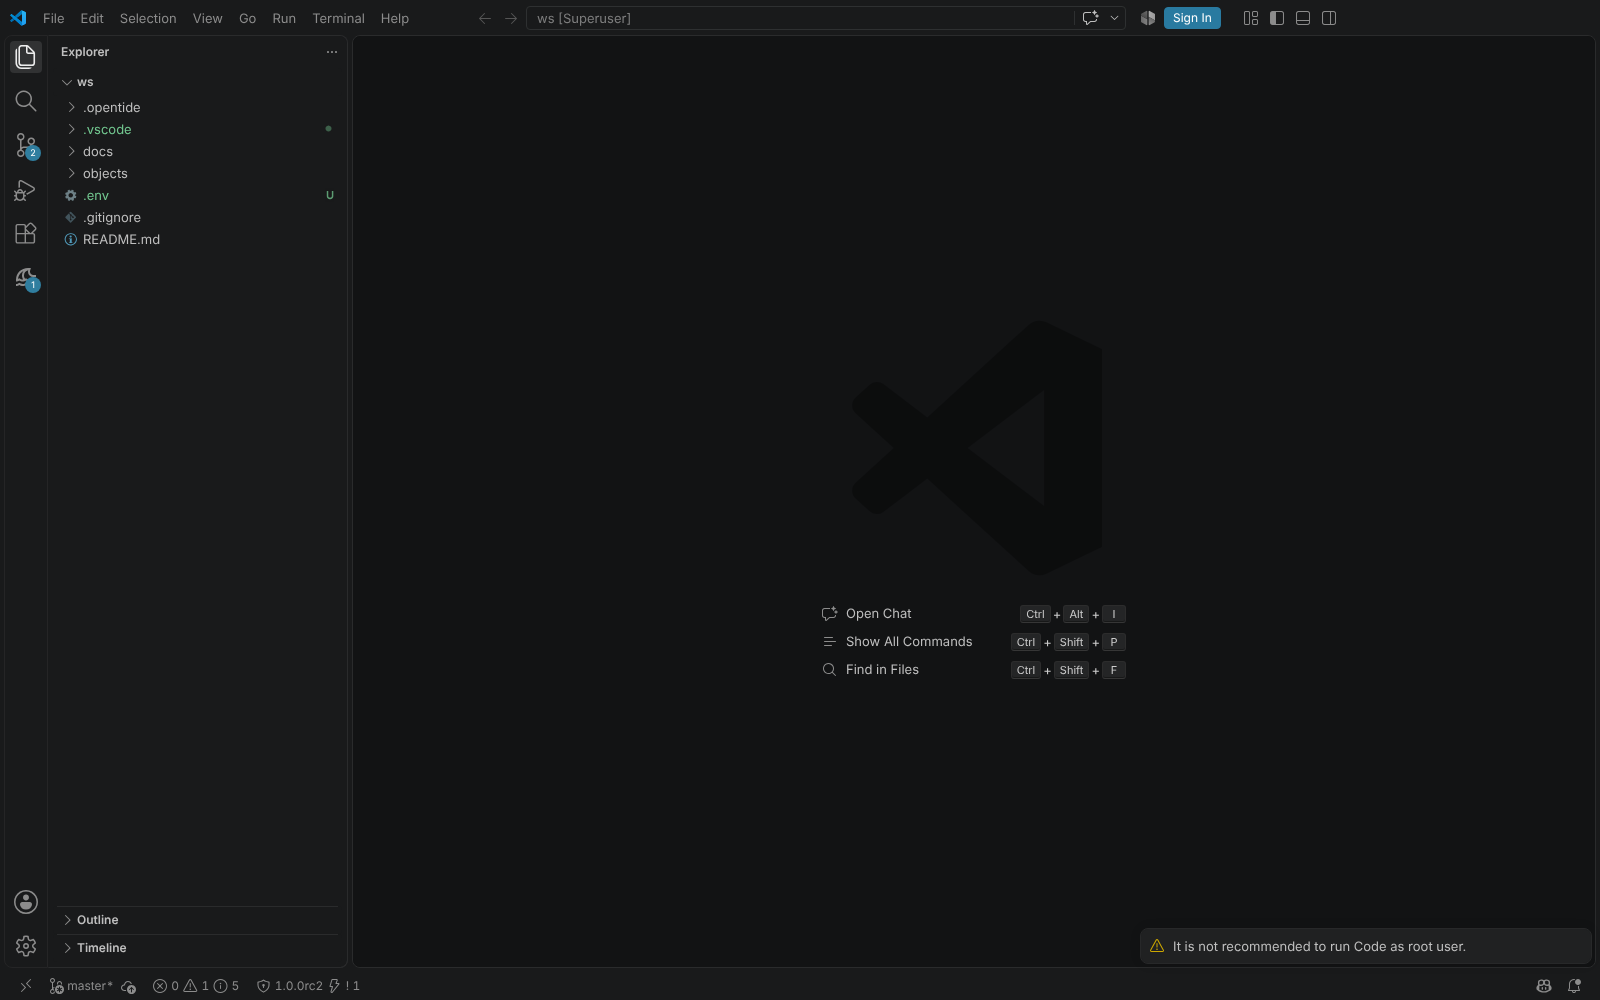 File Edit Selection View Go Run Terminal Help
ws [Superuser]
Sign In
Explorer
ws
.opentide
.vscode
docs
objects
.env U
.gitignore
README.md
2
1
Open Chat Ctrl + Alt + I
Show All Commands Ctrl + Shift + P
Find in Files Ctrl + Shift + F
Outline
Timeline
It is not recommended to run Code as root user.
master* 0 1 5 1.0.0rc2 ! 1